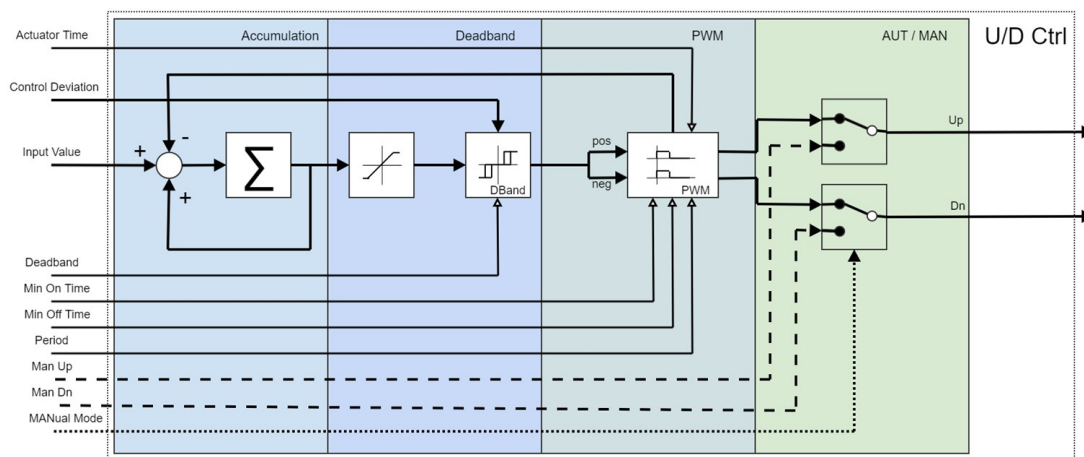 Actuator Time
Accumulation
Deadband
PWM
AUT / MAN
U/D Ctrl
Control Deviation
-
Input Value
+
Σ
+
DBand
pos
neg
PWM
Up
Dn
Deadband
Min On Time
Min Off Time
Period
Man Up
Man Dn
MANual Mode